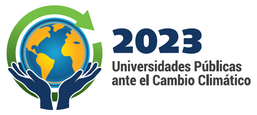 2023
Universidades Públicas
ante el Cambio Climático